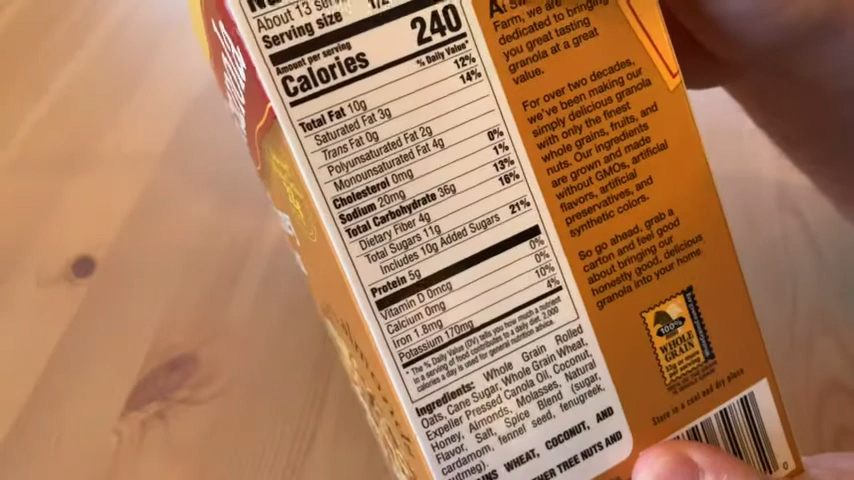 About 13
Serving size 1/2
Amount per serving
Calories 240
% Daily Value*
Total Fat 10g 12%
Saturated Fat 3g 14%
Trans Fat 0g
Polyunsaturated Fat 2g
Monounsaturated Fat 4g
Cholesterol 0mg 0%
Sodium 20mg 1%
Total Carbohydrate 36g 13%
Dietary Fiber 4g 16%
Total Sugars 11g
Includes 10g Added Sugars 21%
Protein 5g
Vitamin D 0mcg 0%
Calcium 0mg 0%
Iron 1.8mg 10%
Potassium 170mg 4%
* The % Daily Value (DV) tells you how much a nutrient
in a serving of food contributes to a daily diet. 2,000
calories a day is used for general nutrition advice.
Ingredients: Whole Grain Rolled
Oats, Cane Sugar, Whole Grain Wheat,
Expeller Pressed Canola Oil, Coconut,
Honey, Almonds, Molasses, Natural
Flavor, Salt, Spice Blend (sugar,
cardamom, fennel seed, fenugreek,
nutmeg).
WHEAT, COCONUT, AND
TREE NUTS AND
At
Farm, we are
dedicated to bringing
you great tasting
granola at a great
value.
For over two decades,
we've been making our
simply delicious granola
with only the finest
whole grains, fruits, and
nuts. Our ingredients
are grown and made
without GMOs, artificial
flavors, artificial
preservatives, and
synthetic colors.
So go ahead, grab a
carton and feel good
about bringing our
honestly good, delicious
granola into your home.
100%
WHOLE
GRAIN
Store in a cool and dry place
0